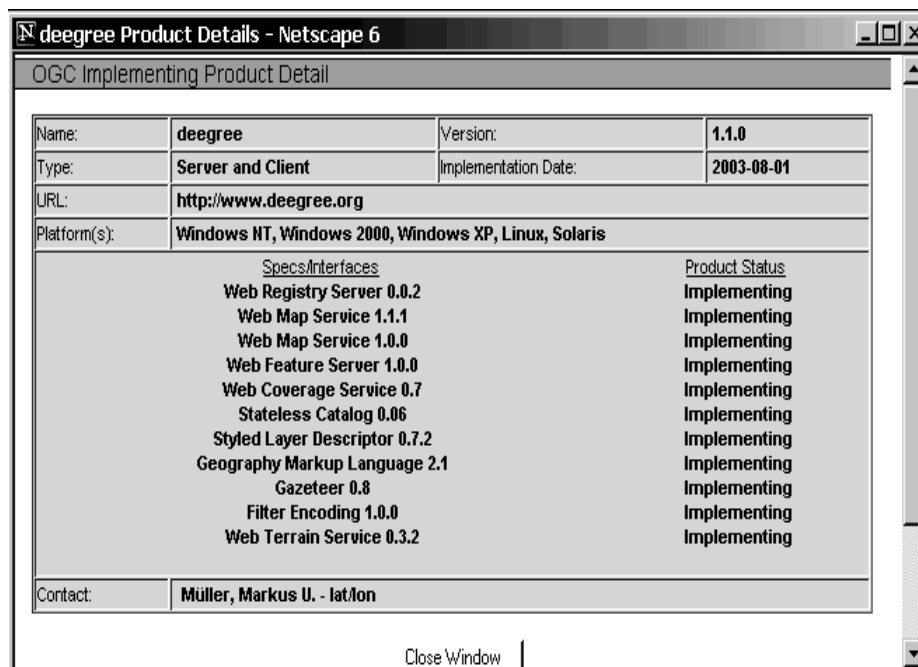 N deegree Product Details - Netscape 6
OGC Implementing Product Detail
Name: deegree Version: 1.1.0
Type: Server and Client Implementation Date: 2003-08-01
URL: http://www.deegree.org
Platform(s): Windows NT, Windows 2000, Windows XP, Linux, Solaris
Specs/Interfaces Product Status
Web Registry Server 0.0.2 Implementing
Web Map Service 1.1.1 Implementing
Web Map Service 1.0.0 Implementing
Web Feature Server 1.0.0 Implementing
Web Coverage Service 0.7 Implementing
Stateless Catalog 0.06 Implementing
Styled Layer Descriptor 0.7.2 Implementing
Geography Markup Language 2.1 Implementing
Gazeteer 0.8 Implementing
Filter Encoding 1.0.0 Implementing
Web Terrain Service 0.3.2 Implementing
Contact: Müller, Markus U. - lat/lon
Close Window